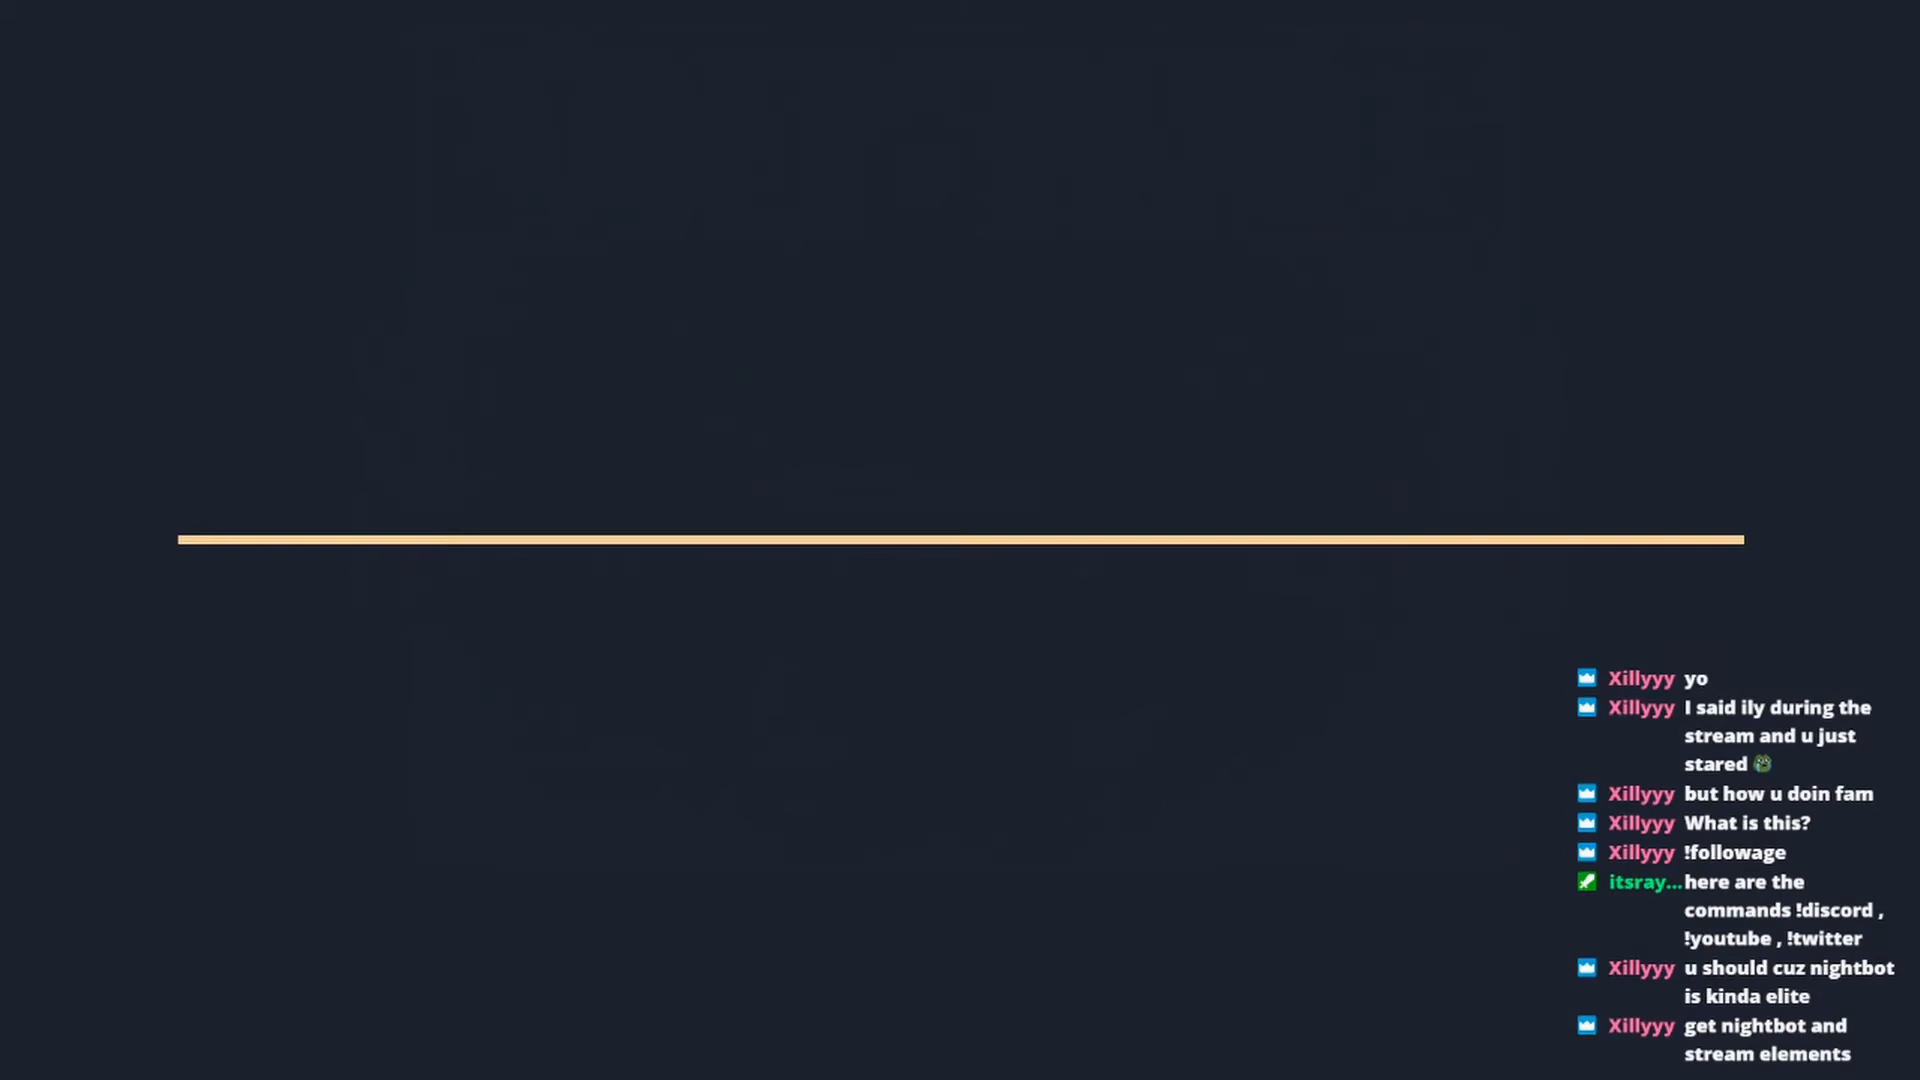 Xillyyy yo
Xillyyy I said ily during the
stream and u just
stared
Xillyyy but how u doin fam
Xillyyy What is this?
Xillyyy !followage
itsray... here are the
commands !discord ,
!youtube , !twitter
Xillyyy u should cuz nightbot
is kinda elite
Xillyyy get nightbot and
stream elements